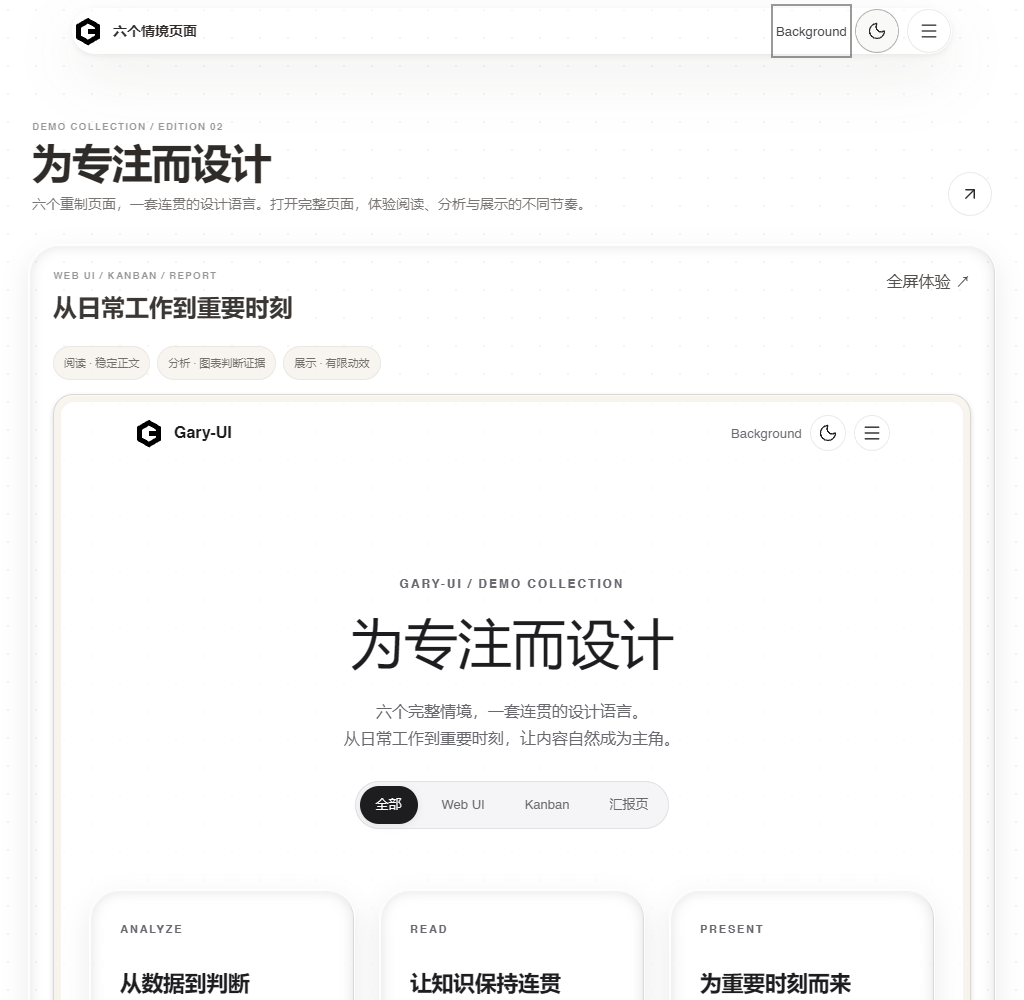 六个情境页面
Background
DEMO COLLECTION / EDITION 02
为专注而设计
六个重制页面，一套连贯的设计语言。打开完整页面，体验阅读、分析与展示的不同节奏。
WEB UI / KANBAN / REPORT
全屏体验 ↗
从日常工作到重要时刻
阅读 · 稳定正文
分析 · 图表判断证据
展示 · 有限动效
Gary-UI
Background
GARY-UI / DEMO COLLECTION
为专注而设计
六个完整情境，一套连贯的设计语言。
从日常工作到重要时刻，让内容自然成为主角。
全部
Web UI
Kanban
汇报页
ANALYZE
从数据到判断
READ
让知识保持连贯
PRESENT
为重要时刻而来